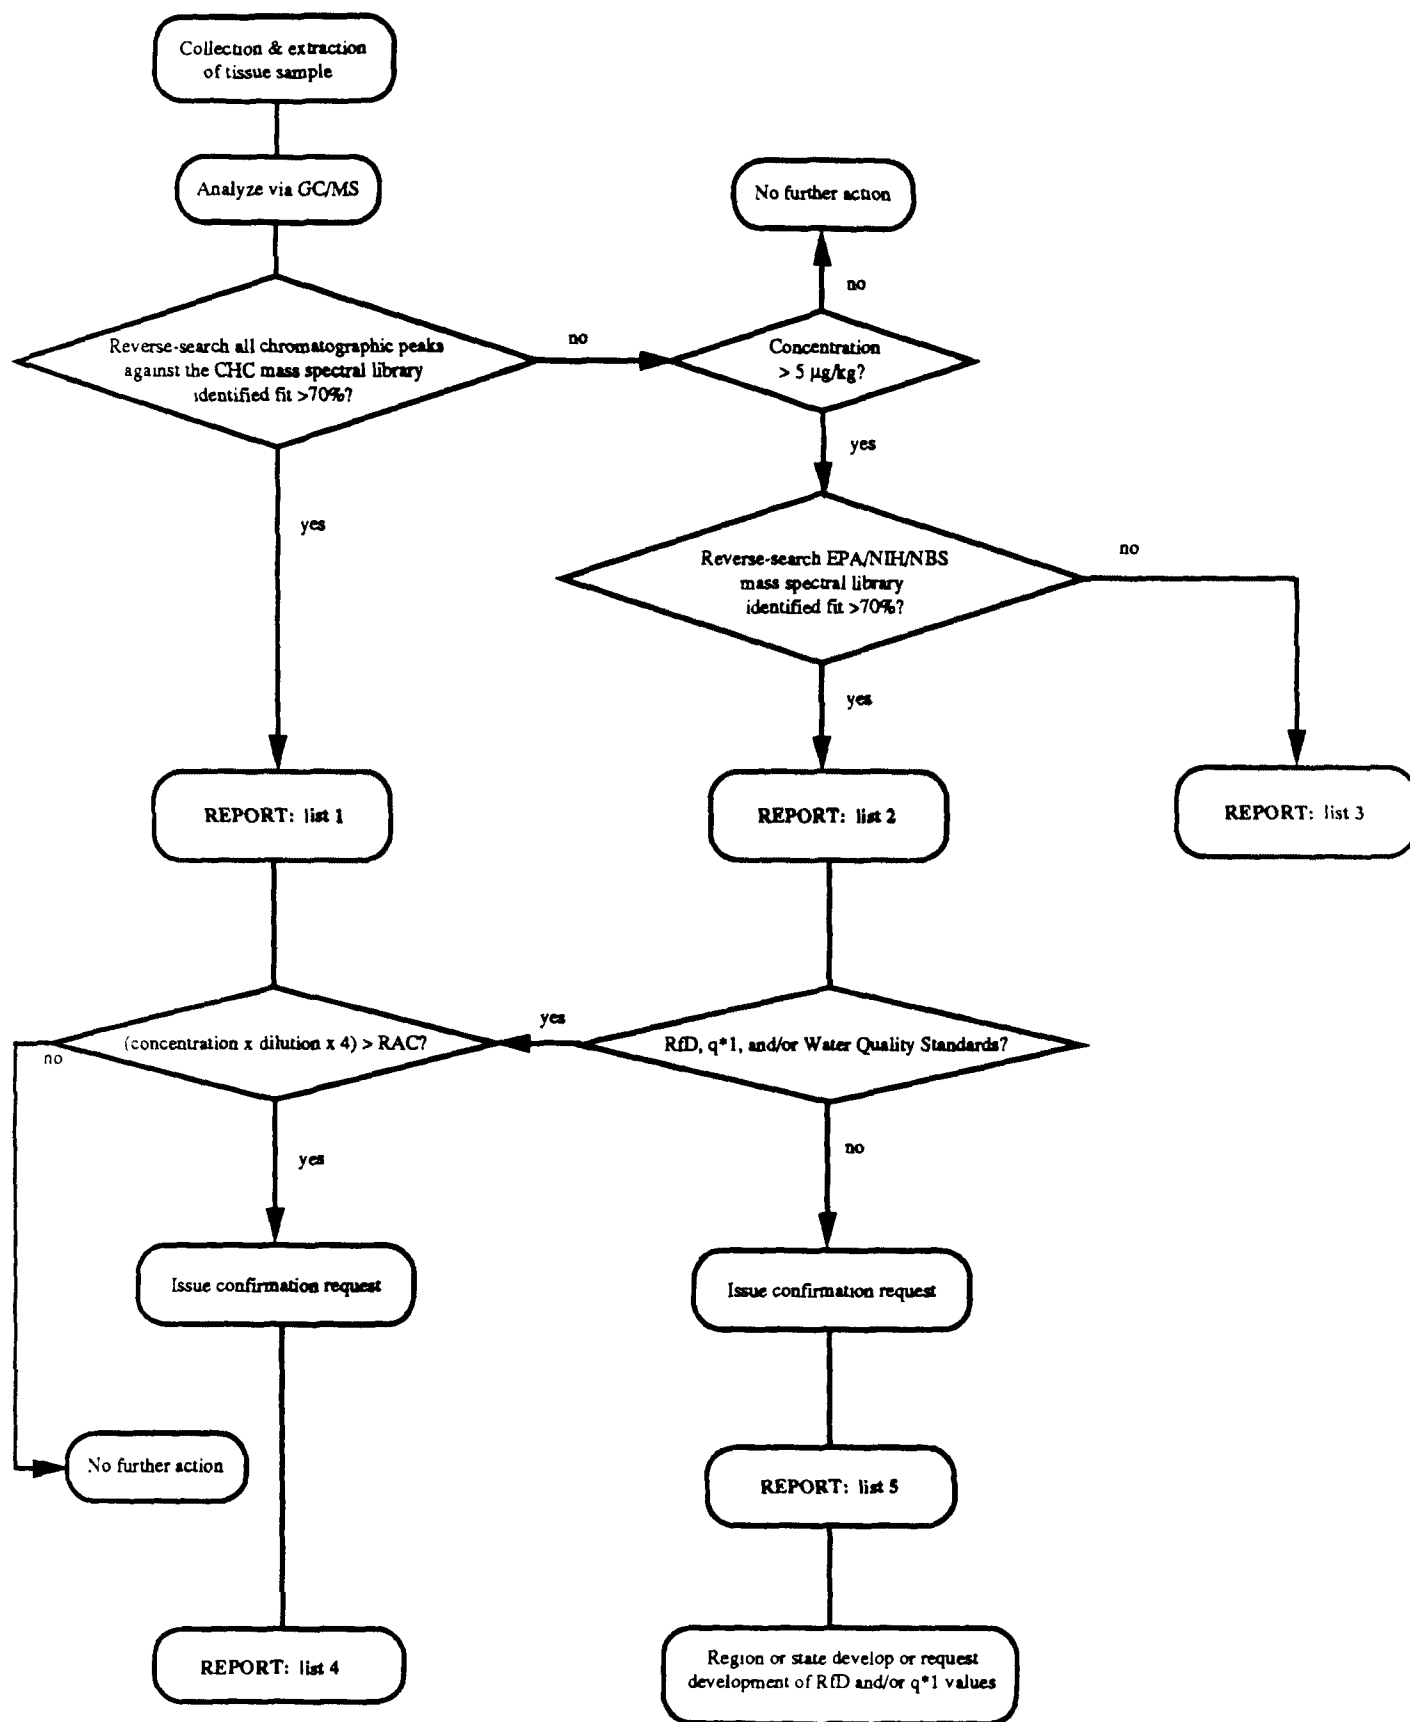 Collection & extraction
of tissue sample
Analyze via GC/MS
No further action
no
Reverse-search all chromatographic peaks
against the CHC mass spectral library
identified fit >70%?
no
Concentration
> 5 µg/kg?
yes
yes
Reverse-search EPA/NIH/NBS
mass spectral library
identified fit >70%?
no
yes
REPORT: list 1
REPORT: list 2
REPORT: list 3
(concentration x dilution x 4) > RAC?
no
yes
RfD, q*1, and/or Water Quality Standards?
yes
no
Issue confirmation request
Issue confirmation request
No further action
REPORT: list 5
REPORT: list 4
Region or state develop or request
development of RfD and/or q*1 values